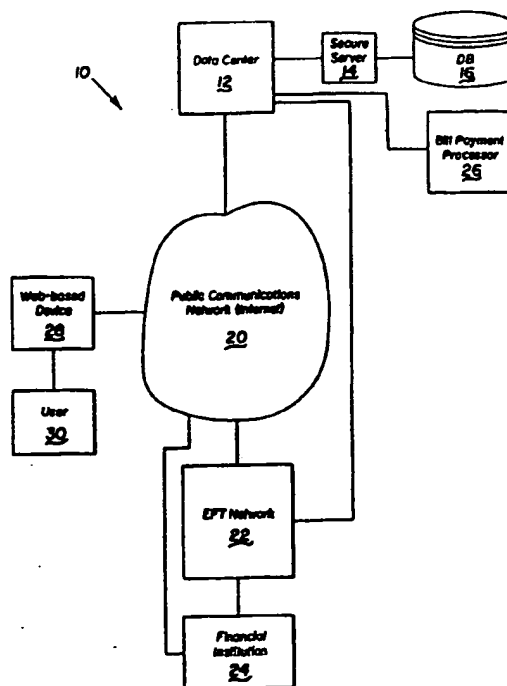 10
Data Center
12
Secure
Server
14
DB
16
Bill Payment
Processor
26
Public Communications
Network (Internet)
20
Web-based
Device
28
User
30
EFT Network
22
Financial
Institution
24